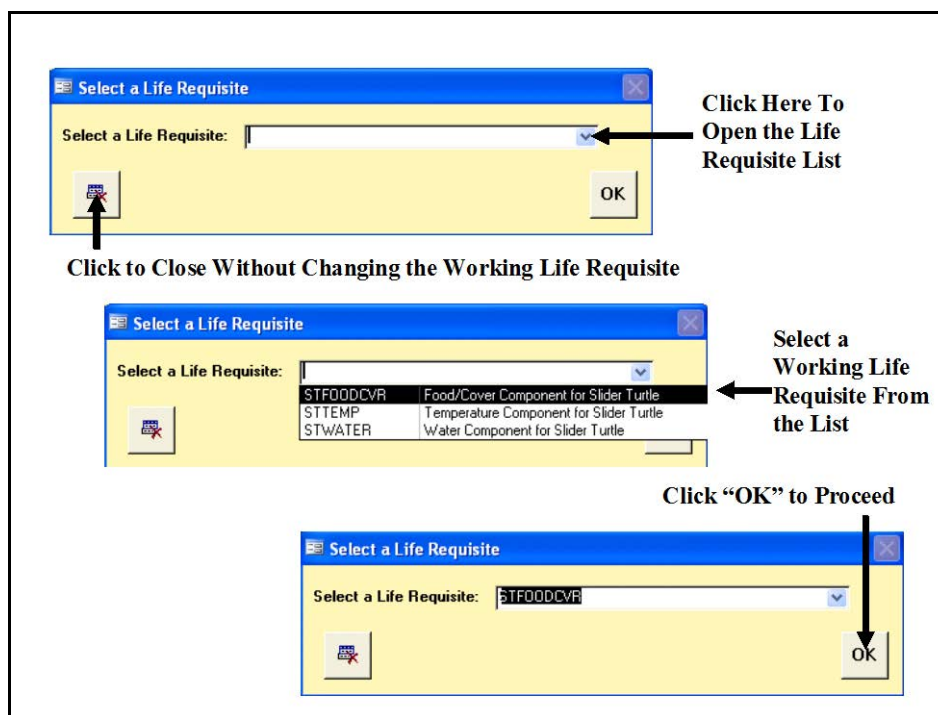 Select a Life Requisite
Select a Life Requisite:
OK
Click Here To
Open the Life
Requisite List
Click to Close Without Changing the Working Life Requisite
Select a Life Requisite
Select a Life Requisite:
STFOODCVR Food/Cover Component for Slider Turtle
STTEMP Temperature Component for Slider Turtle
STWATER Water Component for Slider Turtle
Select a
Working Life
Requisite From
the List
Click “OK” to Proceed
Select a Life Requisite
Select a Life Requisite: STFOODCVR
OK